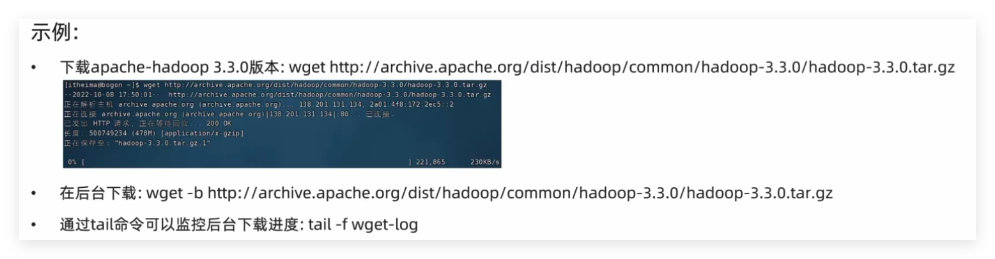 示例：
• 下载apache-hadoop 3.3.0版本: wget http://archive.apache.org/dist/hadoop/common/hadoop-3.3.0/hadoop-3.3.0.tar.gz
[itheima@bogon ~]$ wget http://archive.apache.org/dist/hadoop/common/hadoop-3.3.0/hadoop-3.3.0.tar.gz
--2022-10-08 17:50:01-- http://archive.apache.org/dist/hadoop/common/hadoop-3.3.0/hadoop-3.3.0.tar.gz
正在解析主机 archive.apache.org (archive.apache.org)... 138.201.131.134, 2a01:4f8:172:2ec5::2
正在连接 archive.apache.org (archive.apache.org)|138.201.131.134|:80... 已连接。
已发出 HTTP 请求，正在等待回应... 200 OK
长度：500749234 (478M) [application/x-gzip]
正在保存至: "hadoop-3.3.0.tar.gz.1"
0% [ ] 221,865 230KB/s
• 在后台下载: wget -b http://archive.apache.org/dist/hadoop/common/hadoop-3.3.0/hadoop-3.3.0.tar.gz
• 通过tail命令可以监控后台下载进度: tail -f wget-log